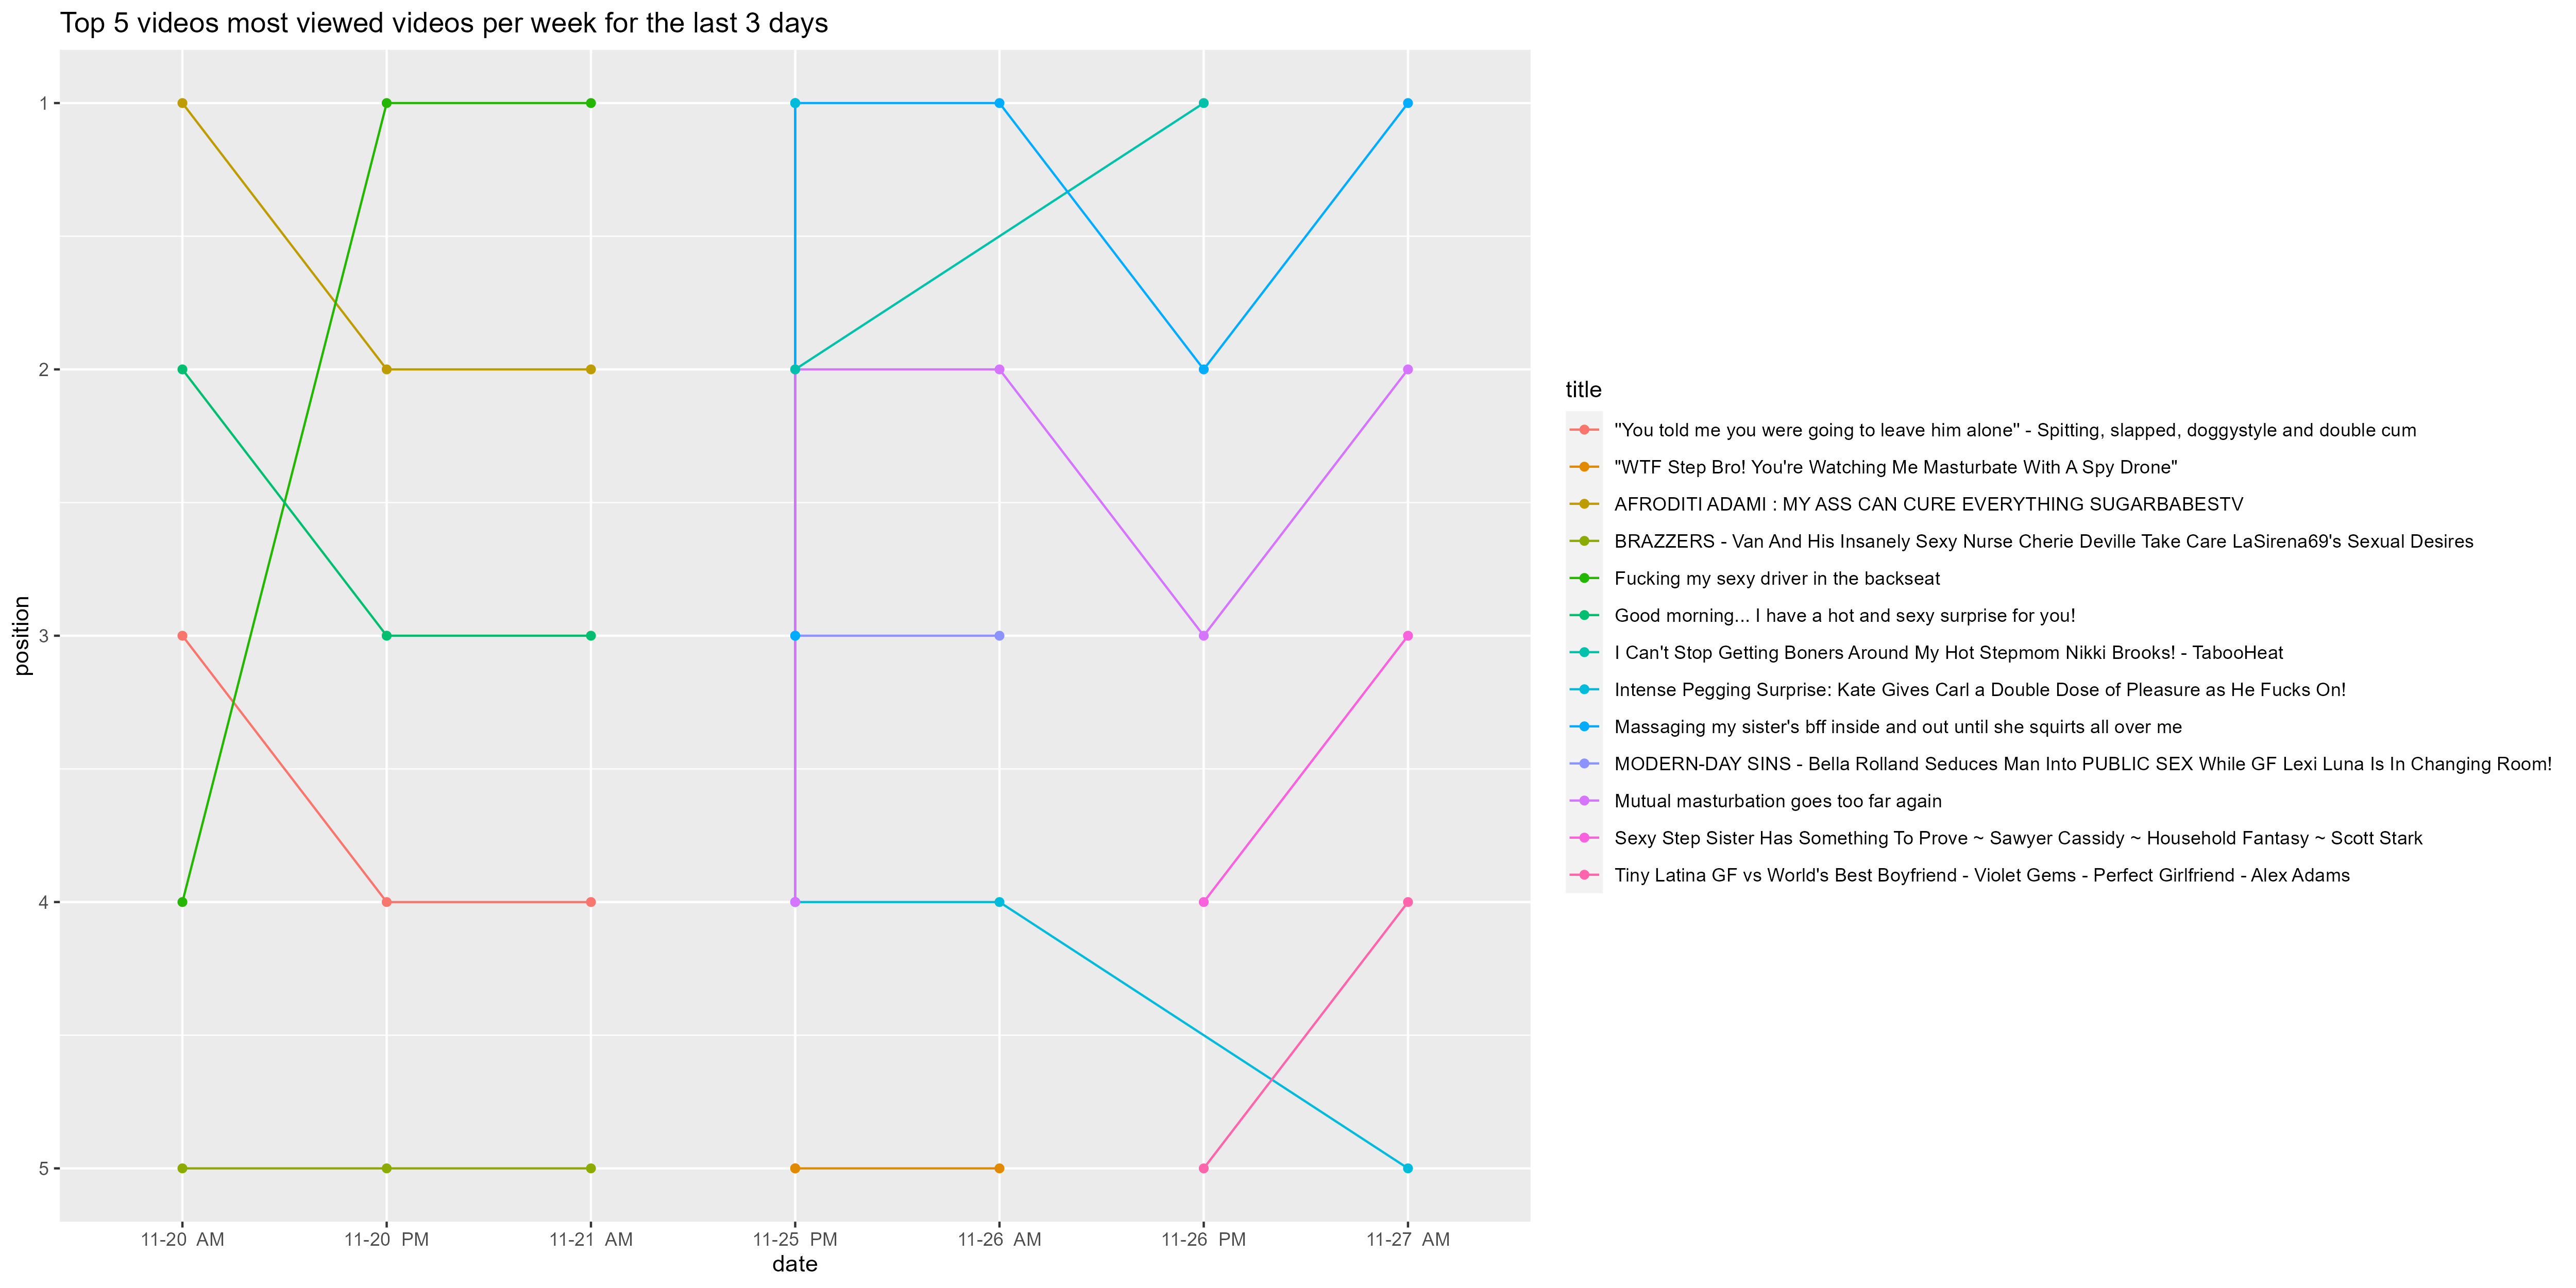 Top 5 videos most viewed videos per week for the last 3 days
position
1
2
3
4
5
11-20 AM
11-20 PM
11-21 AM
11-25 PM
11-26 AM
11-26 PM
11-27 AM
date
title
"You told me you were going to leave him alone" - Spitting, slapped, doggystyle and double cum
"WTF Step Bro! You're Watching Me Masturbate With A Spy Drone"
AFRODITI ADAMI : MY ASS CAN CURE EVERYTHING SUGARBABESTV
BRAZZERS - Van And His Insanely Sexy Nurse Cherie Deville Take Care LaSirena69's Sexual Desires
Fucking my sexy driver in the backseat
Good morning... I have a hot and sexy surprise for you!
I Can't Stop Getting Boners Around My Hot Stepmom Nikki Brooks! - TabooHeat
Intense Pegging Surprise: Kate Gives Carl a Double Dose of Pleasure as He Fucks On!
Massaging my sister's bff inside and out until she squirts all over me
MODERN-DAY SINS - Bella Rolland Seduces Man Into PUBLIC SEX While GF Lexi Luna Is In Changing Room!
Mutual masturbation goes too far again
Sexy Step Sister Has Something To Prove ~ Sawyer Cassidy ~ Household Fantasy ~ Scott Stark
Tiny Latina GF vs World's Best Boyfriend - Violet Gems - Perfect Girlfriend - Alex Adams